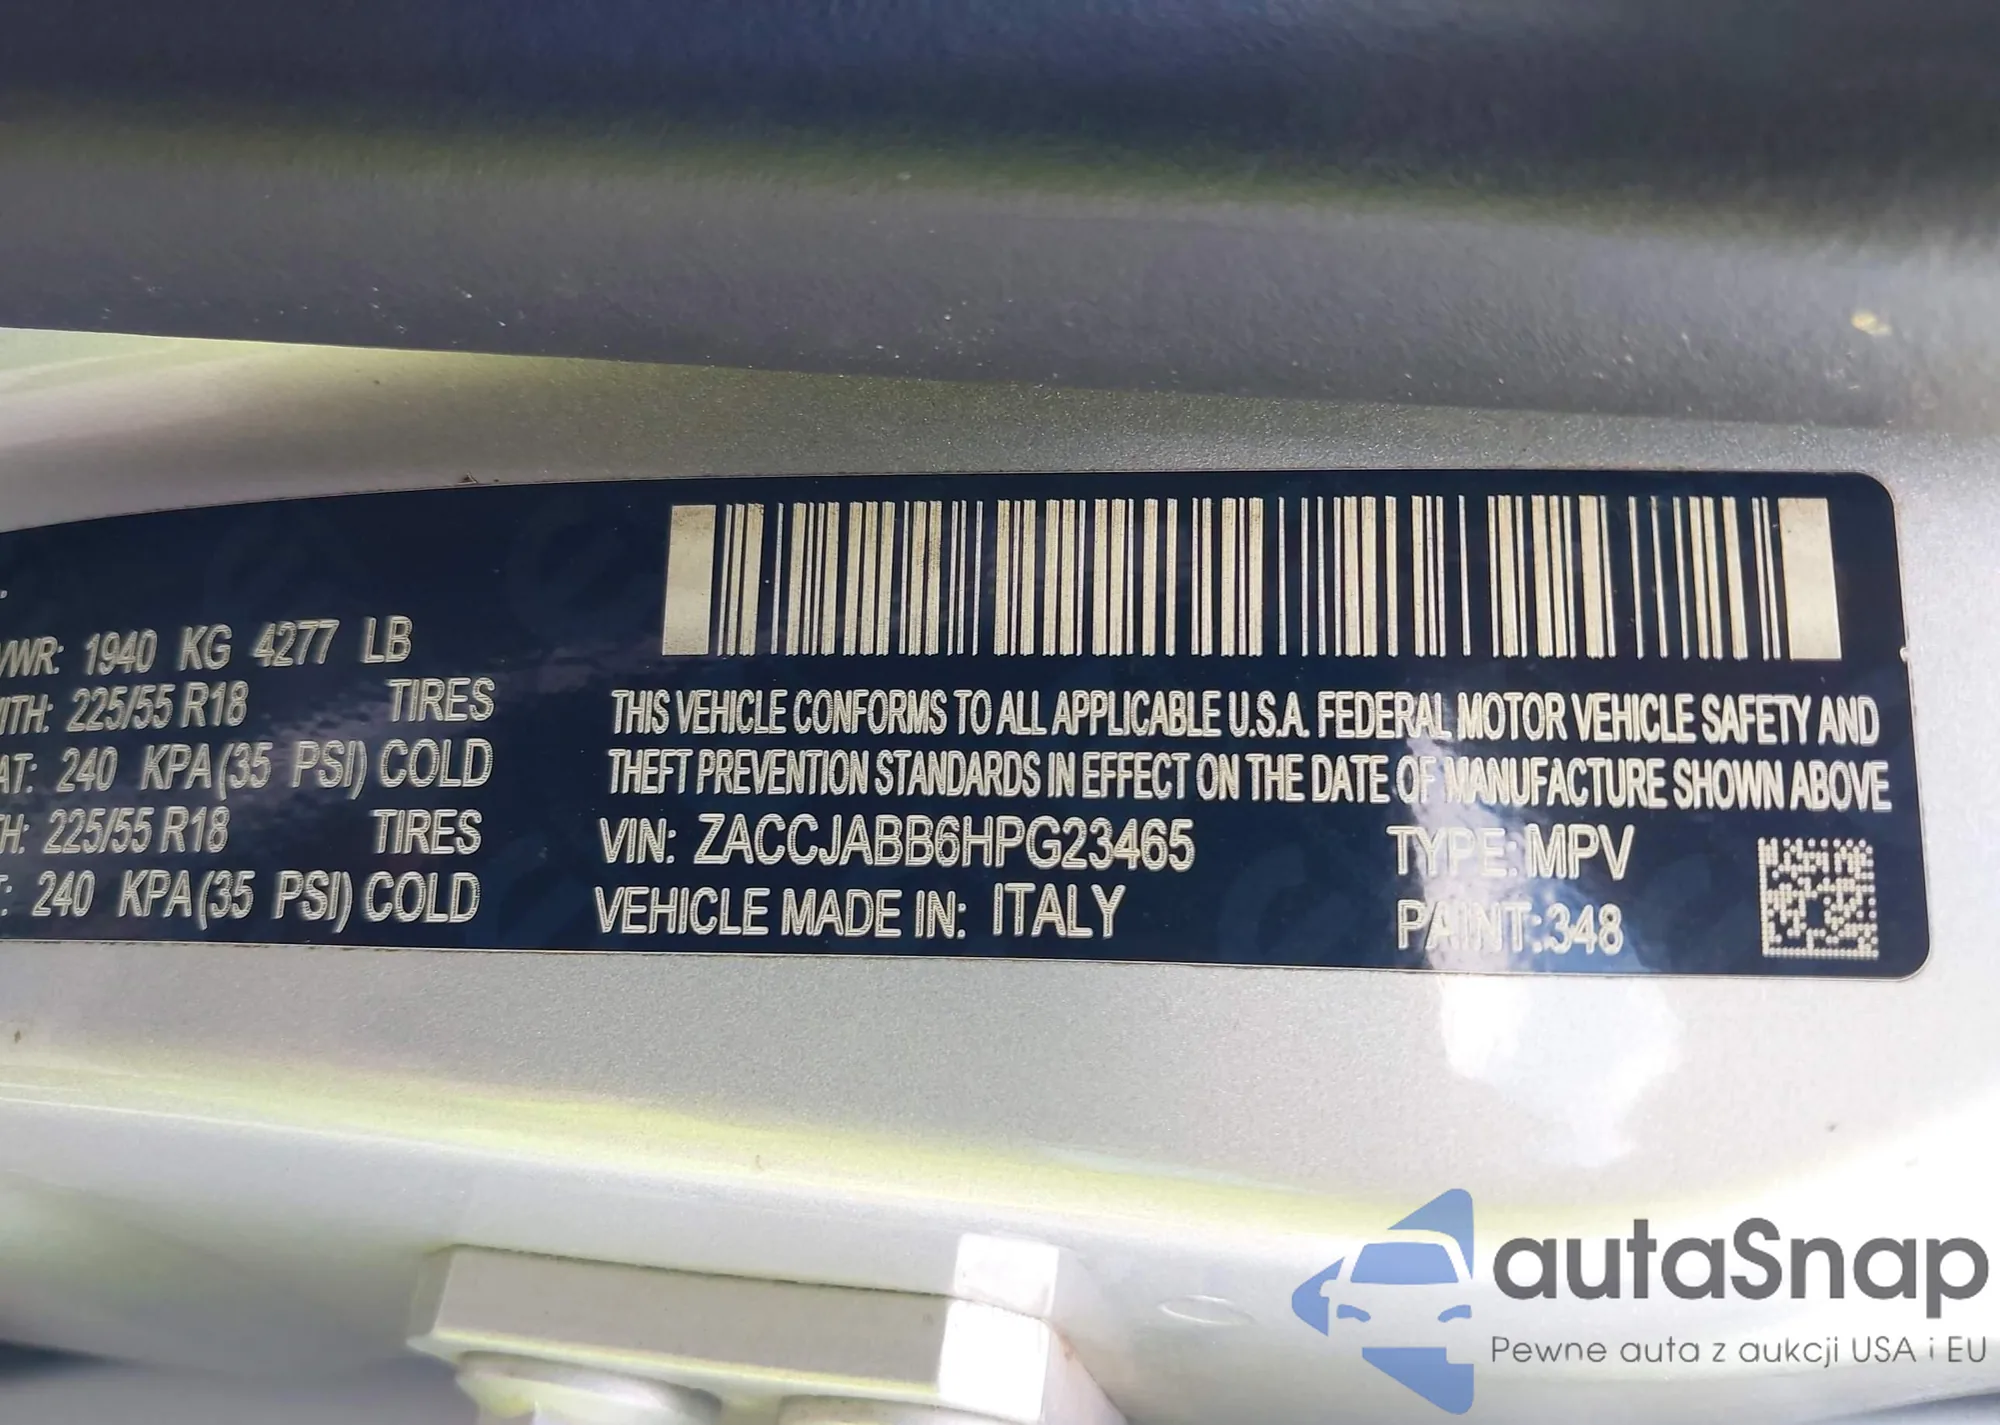 VWR: 1940 KG 4277 LB
ITH: 225/55 R18 TIRES
AT: 240 KPA (35 PSI) COLD
TH: 225/55 R18 TIRES
T: 240 KPA (35 PSI) COLD
THIS VEHICLE CONFORMS TO ALL APPLICABLE U.S.A. FEDERAL MOTOR VEHICLE SAFETY AND
THEFT PREVENTION STANDARDS IN EFFECT ON THE DATE OF MANUFACTURE SHOWN ABOVE
VIN: ZACCJABB6HPG23465 TYPE: MPV
VEHICLE MADE IN: ITALY PAINT: 348
autaSnap
Pewne auta z aukcji USA i EU